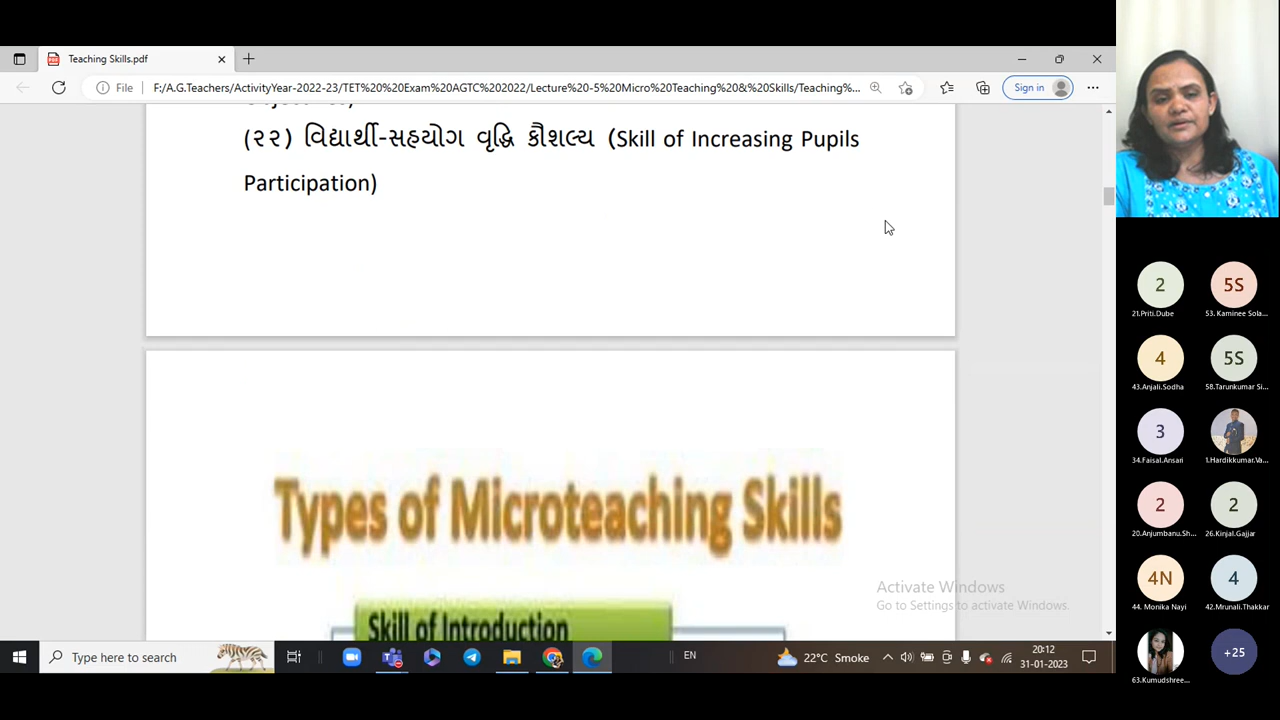 Teaching Skills.pdf
File
F:/A.G.Teachers/ActivityYear-2022-23/TET%20%20Exam%20AGTC%202022/Lecture%20-5%20Micro%20Teaching%20&%20Skills/Teaching%...
Sign in
(૨૨) વિદ્યાર્થી-સહયોગ વૃદ્ધિ કૌશલ્ય (Skill of Increasing Pupils
Participation)
Types of Microteaching Skills
Skill of Introduction
Activate Windows
Go to Settings to activate Windows.
2
5S
21.Priti.Dube
53. Kaminee Sola...
4
5S
43.Anjali.Sodha
58.Tarunkumar Si...
3
34.Faisal.Ansari
1.Hardikkumar.Va...
2
2
20.Anjumbanu.Sh...
26.Kinjal.Gajjar
4N
4
44. Monika Nayi
42.Mrunali.Thakkar
+25
63.Kumudshree...
Type here to search
EN
22°C Smoke
20:12
31-01-2023